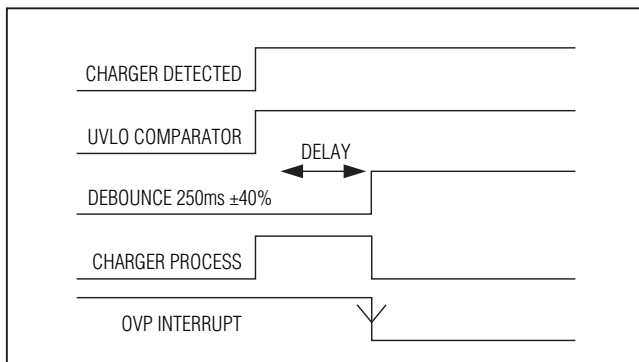 CHARGER DETECTED
UVLO COMPARATOR
DELAY
DEBOUNCE 250ms ±40%
CHARGER PROCESS
OVP INTERRUPT